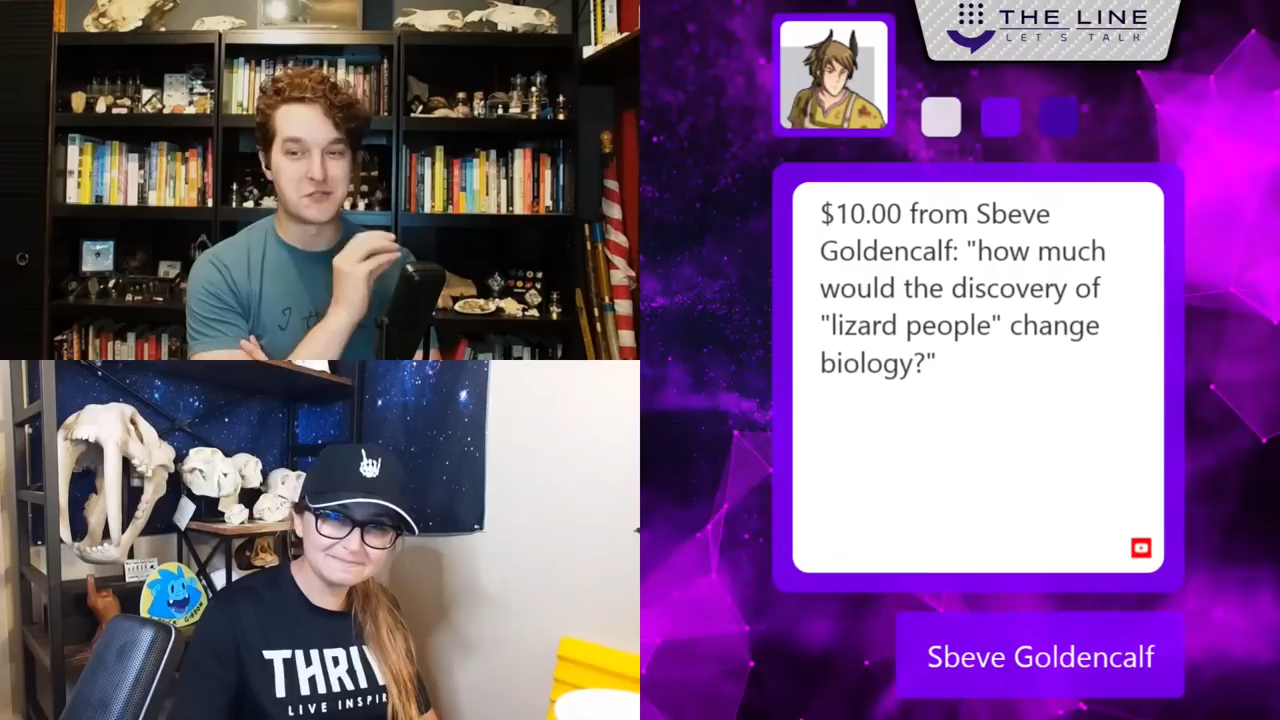 THE LINE
LET'S TALK
$10.00 from Sbeve
Goldencalf: "how much
would the discovery of
"lizard people" change
biology?"
Sbeve Goldencalf
THRIV
LIVE INSPIR